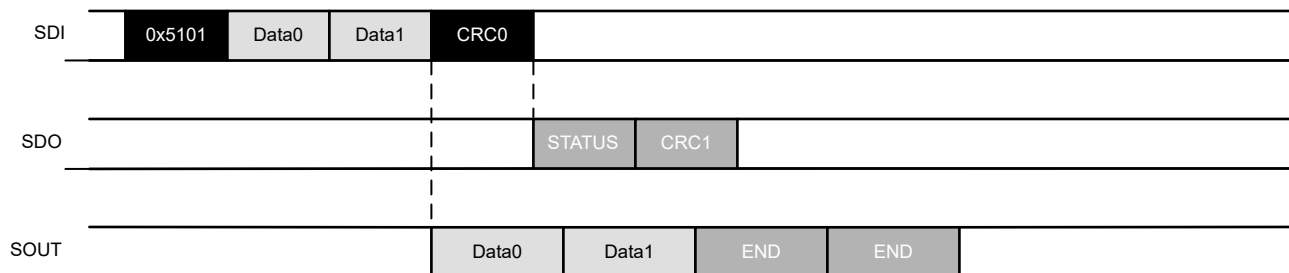 SDI 0x5101 Data0 Data1 CRC0
SDO STATUS CRC1
SOUT Data0 Data1 END END